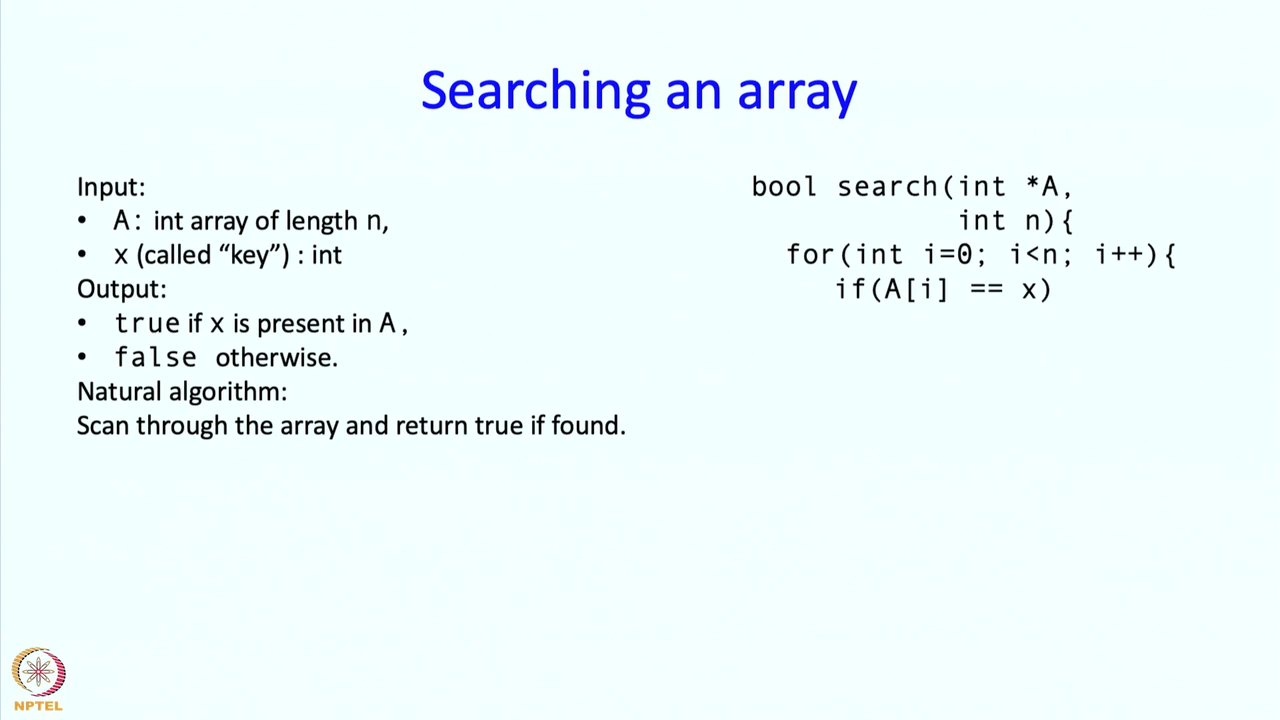 Searching an array
Input:
• A: int array of length n,
• x (called “key”) : int
Output:
• true if x is present in A,
• false otherwise.
Natural algorithm:
Scan through the array and return true if found.
bool search(int *A,
int n){
for(int i=0; i<n; i++){
if(A[i] == x)
NPTEL